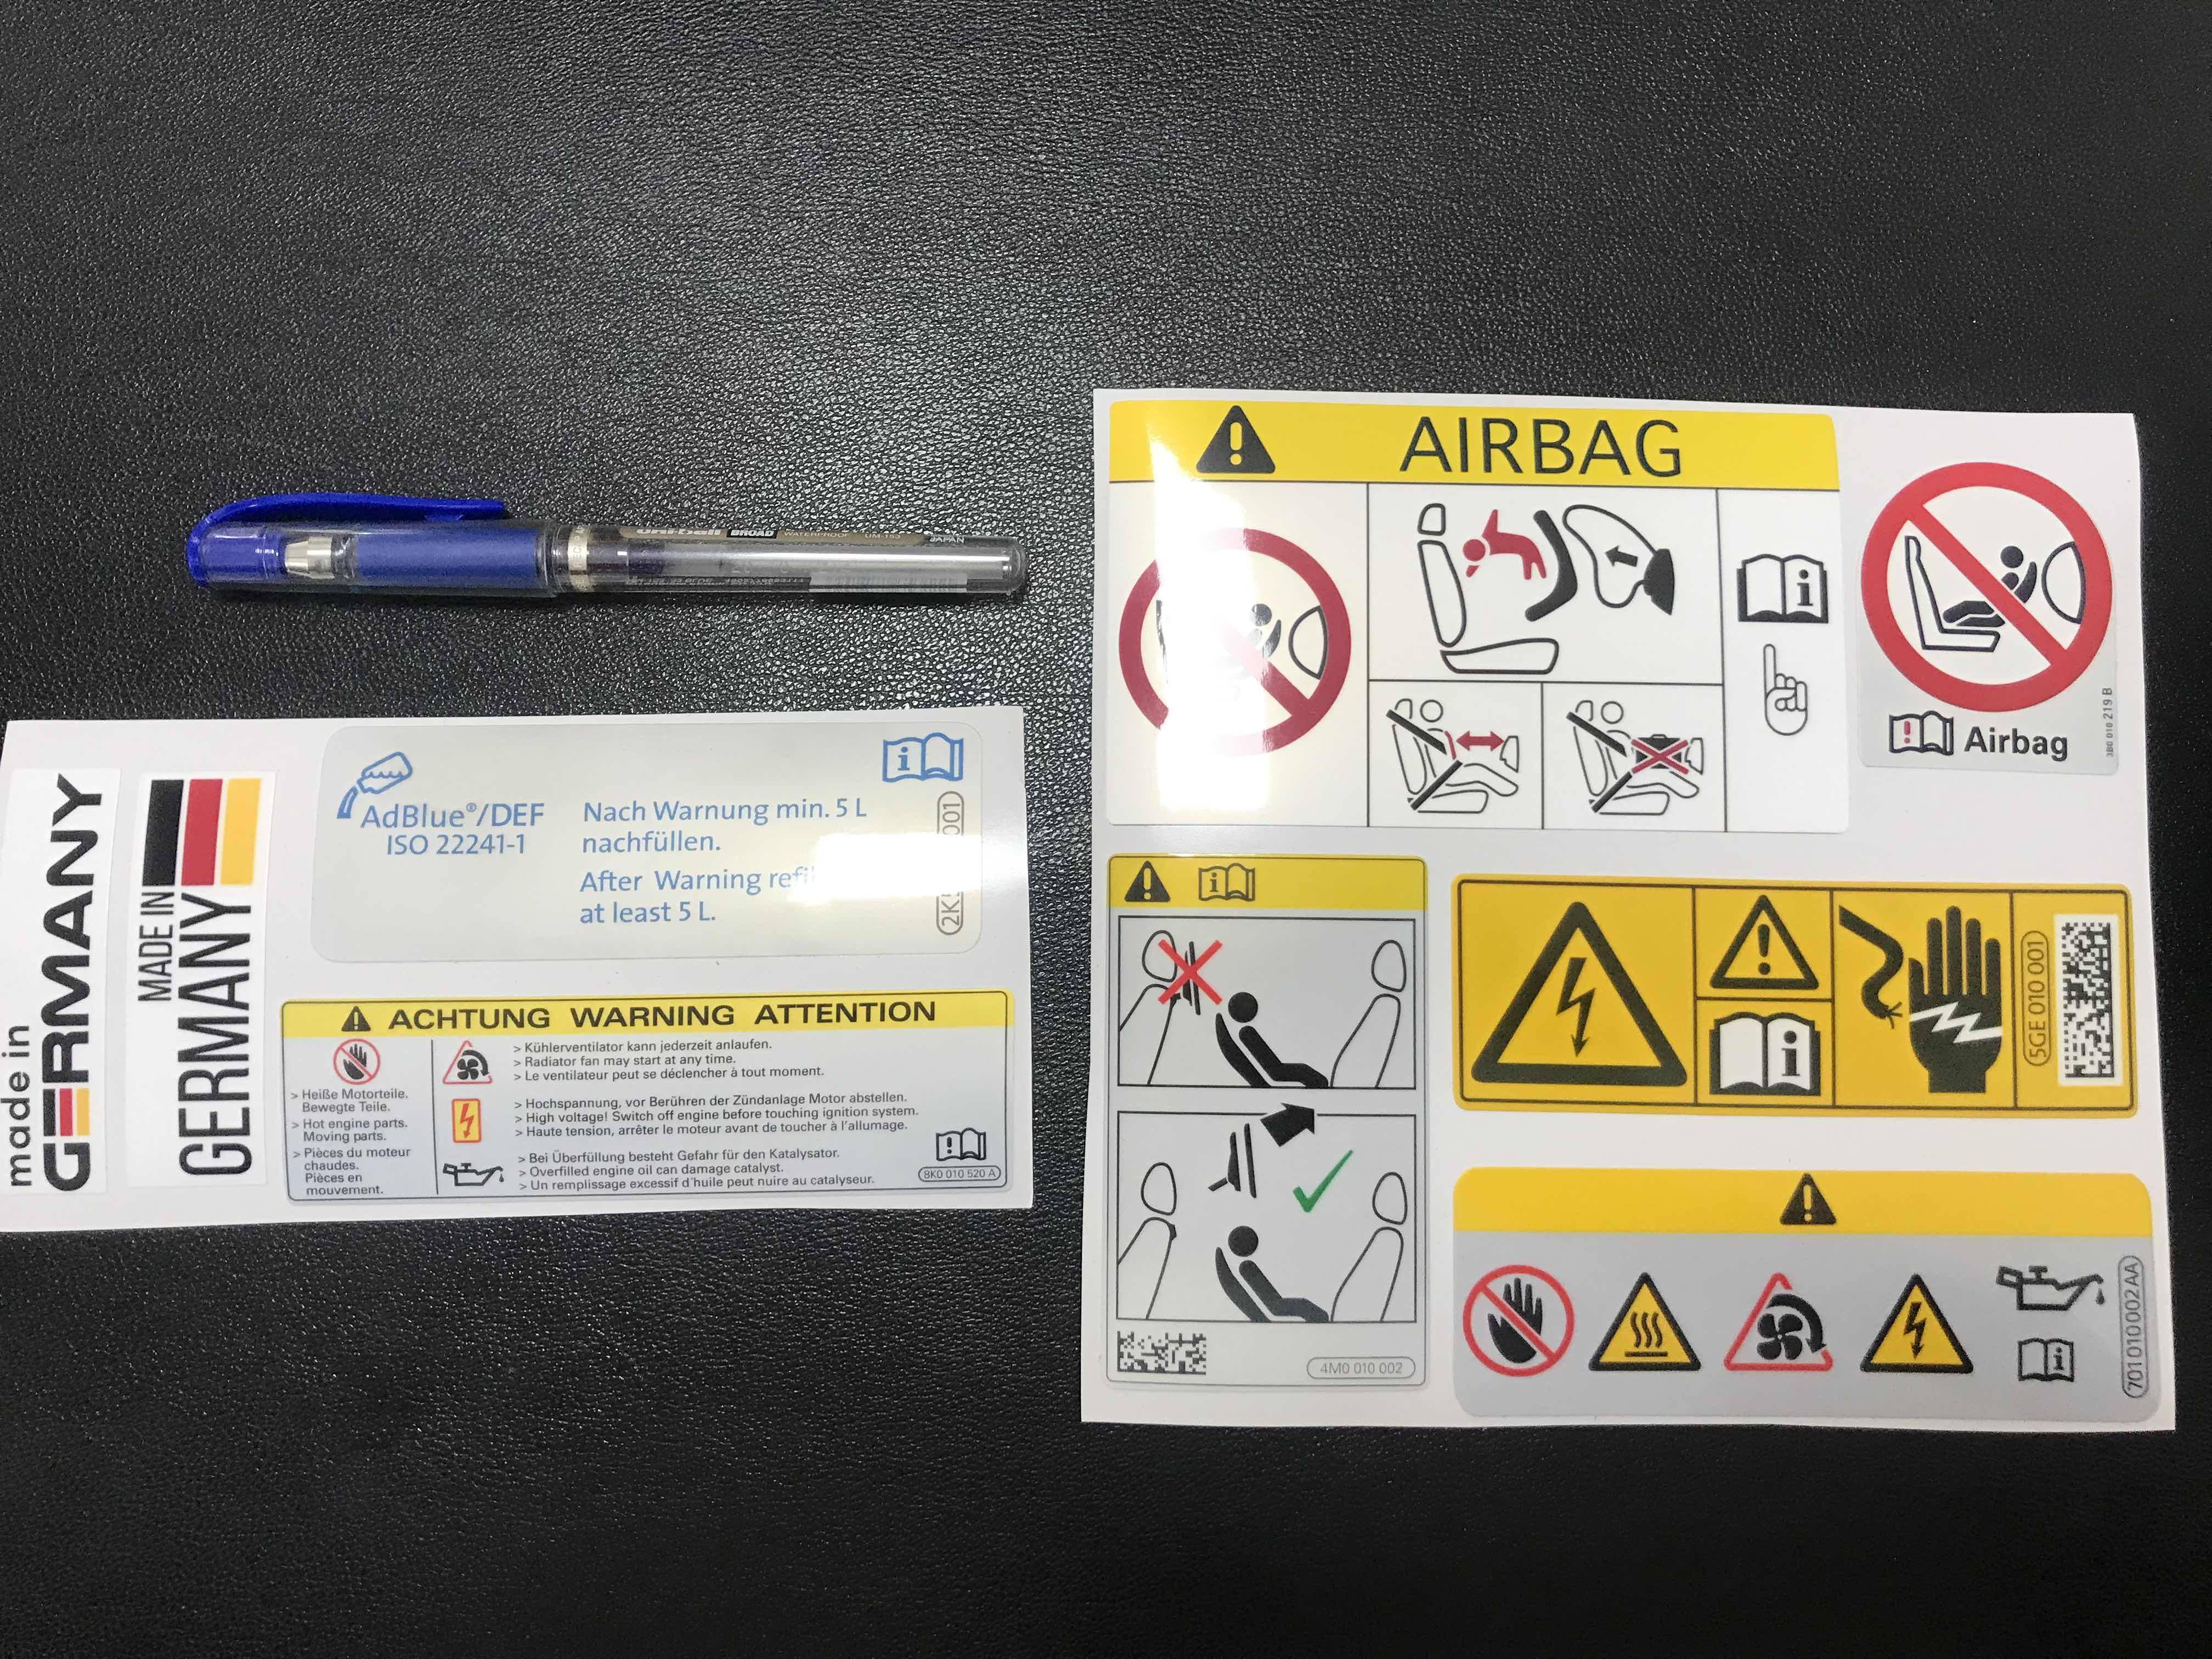 BROAD
WATERPROOF UM-153
JAPAN
made in
GERMANY
MADE IN
GERMANY
AdBlue®/DEF
ISO 22241-1
Nach Warnung min. 5 L
nachfüllen.
After Warning
at least 5 L.
ACHTUNG WARNING ATTENTION
> Heiße Motorteile.
Bewegte Teile.
> Hot engine parts.
Moving parts.
> Pièces du moteur
chaudes.
Pièces en
mouvement.
> Kühlerventilator kann jederzeit anlaufen.
> Radiator fan may start at any time.
> Le ventilateur peut se déclencher à tout moment.
> Hochspannung, vor Berühren der Zündanlage Motor abstellen.
> High voltage! Switch off engine before touching ignition system.
> Haute tension, arrêter le moteur avant de toucher à l'allumage.
> Bei Überfüllung besteht Gefahr für den Katalysator.
> Overfilled engine oil can damage catalyst.
> Un remplissage excessif d'huile peut nuire au catalyseur.
8K0 010 520 A
AIRBAG
Airbag
3B0 010 219 B
4M0 010 002
5GE 010 001
701 010 002 AA